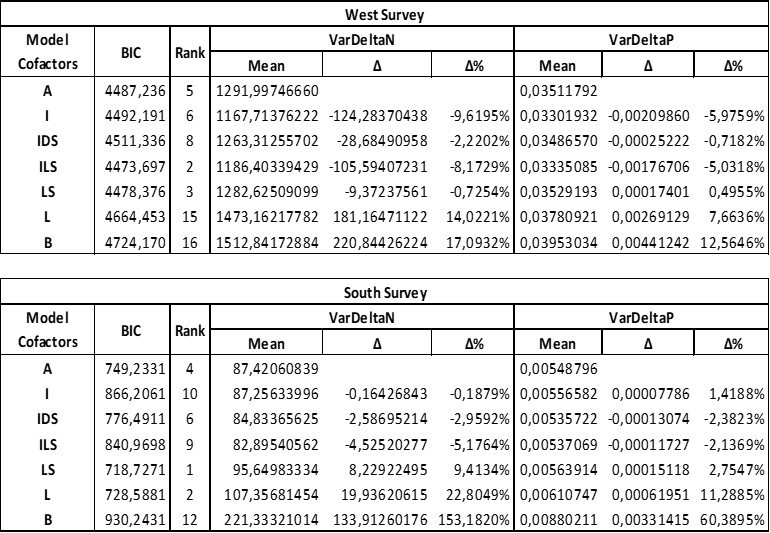 West Survey
Model Cofactors BIC Rank VarDeltaN VarDeltaP
Mean Δ Δ% Mean Δ Δ%
A 4487,236 5 1291,99746660 0,03511792
I 4492,191 6 1167,71376222 -124,28370438 -9,6195% 0,03301932 -0,00209860 -5,9759%
IDS 4511,336 8 1263,31255702 -28,68490958 -2,2202% 0,03486570 -0,00025222 -0,7182%
ILS 4473,697 2 1186,40339429 -105,59407231 -8,1729% 0,03335085 -0,00176706 -5,0318%
LS 4478,376 3 1282,62509099 -9,37237561 -0,7254% 0,03529193 0,00017401 0,4955%
L 4664,453 15 1473,16217782 181,16471122 14,0221% 0,03780921 0,00269129 7,6636%
B 4724,170 16 1512,84172884 220,84426224 17,0932% 0,03953034 0,00441242 12,5646%
South Survey
Model Cofactors BIC Rank VarDeltaN VarDeltaP
Mean Δ Δ% Mean Δ Δ%
A 749,2331 4 87,42060839 0,00548796
I 866,2061 10 87,25633996 -0,16426843 -0,1879% 0,00556582 0,00007786 1,4188%
IDS 776,4911 6 84,83365625 -2,58695214 -2,9592% 0,00535722 -0,00013074 -2,3823%
ILS 840,9698 9 82,89540562 -4,52520277 -5,1764% 0,00537069 -0,00011727 -2,1369%
LS 718,7271 1 95,64983334 8,22922495 9,4134% 0,00563914 0,00015118 2,7547%
L 728,5881 2 107,35681454 19,93620615 22,8049% 0,00610747 0,00061951 11,2885%
B 930,2431 12 221,33321014 133,91260176 153,1820% 0,00880211 0,00331415 60,3895%